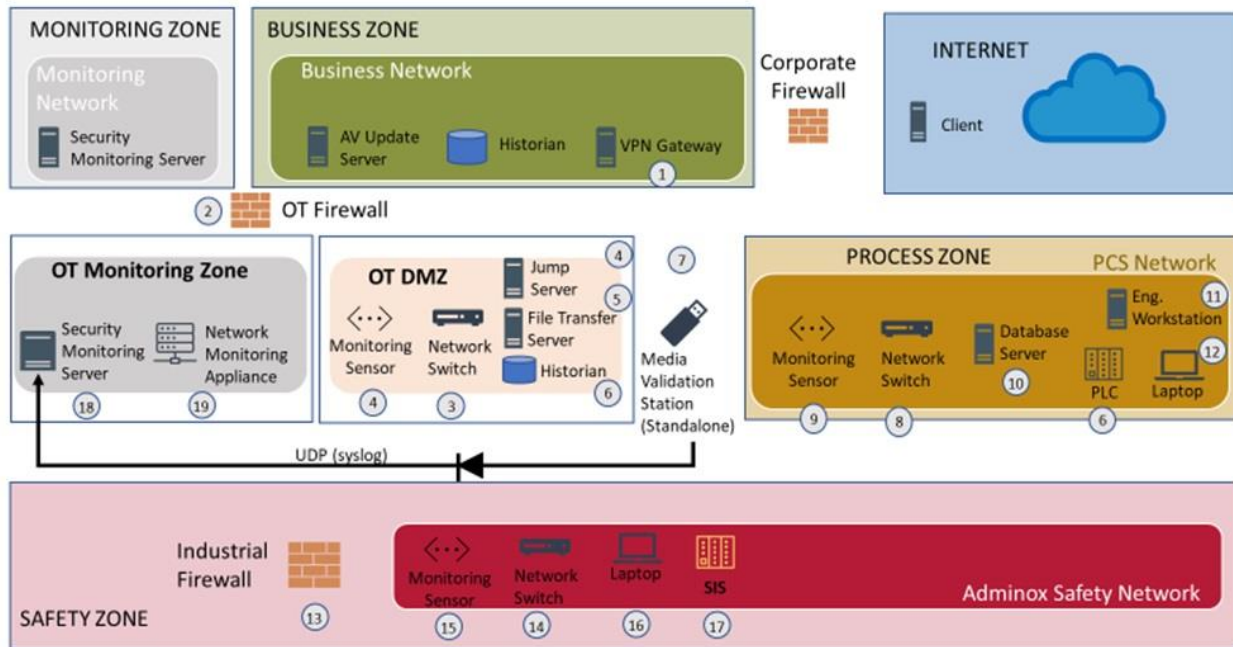 MONITORING ZONE
Monitoring
Network
Security
Monitoring Server
BUSINESS ZONE
Business Network
AV Update
Server
Historian
VPN Gateway
1
Corporate
Firewall
INTERNET
Client
2
OT Firewall
OT Monitoring Zone
Security
Monitoring
Server
18
Network
Monitoring
Appliance
19
OT DMZ
Monitoring
Sensor
4
Network
Switch
3
4
Jump
Server
5
File Transfer
Server
Historian
6
7
Media
Validation
Station
(Standalone)
PROCESS ZONE
PCS Network
Monitoring
Sensor
9
Network
Switch
8
Database
Server
10
Eng.
Workstation
11
PLC
6
12
Laptop
UDP (syslog)
SAFETY ZONE
Industrial
Firewall
13
Monitoring
Sensor
15
Network
Switch
14
Laptop
16
SIS
17
Adminox Safety Network